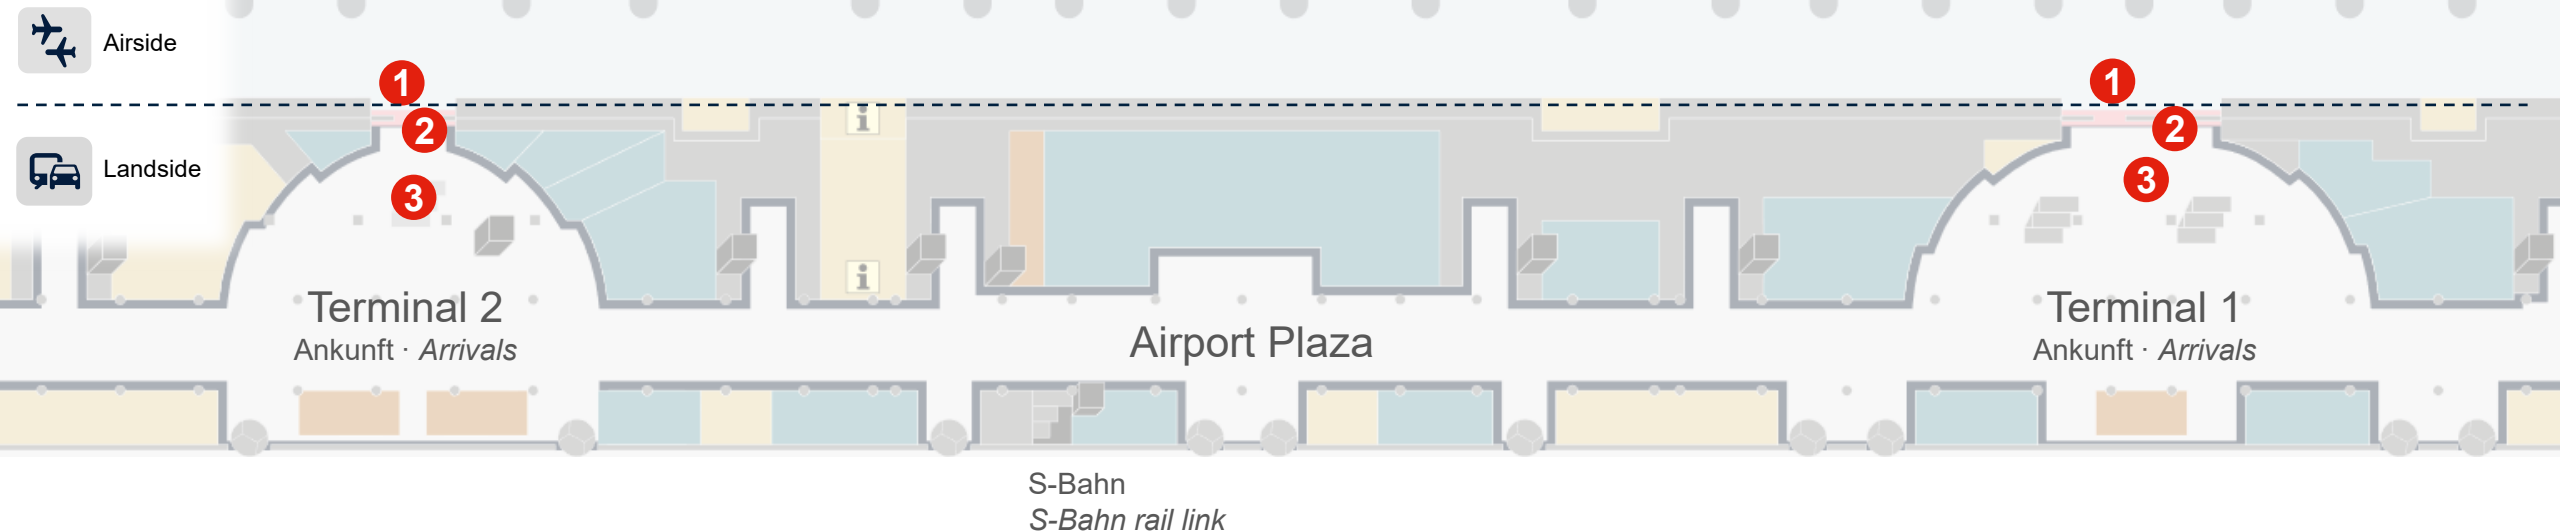 Airside
Landside
1
2
3
1
2
3
i
i
Terminal 2
Ankunft · Arrivals
Airport Plaza
Terminal 1
Ankunft · Arrivals
S-Bahn
S-Bahn rail link